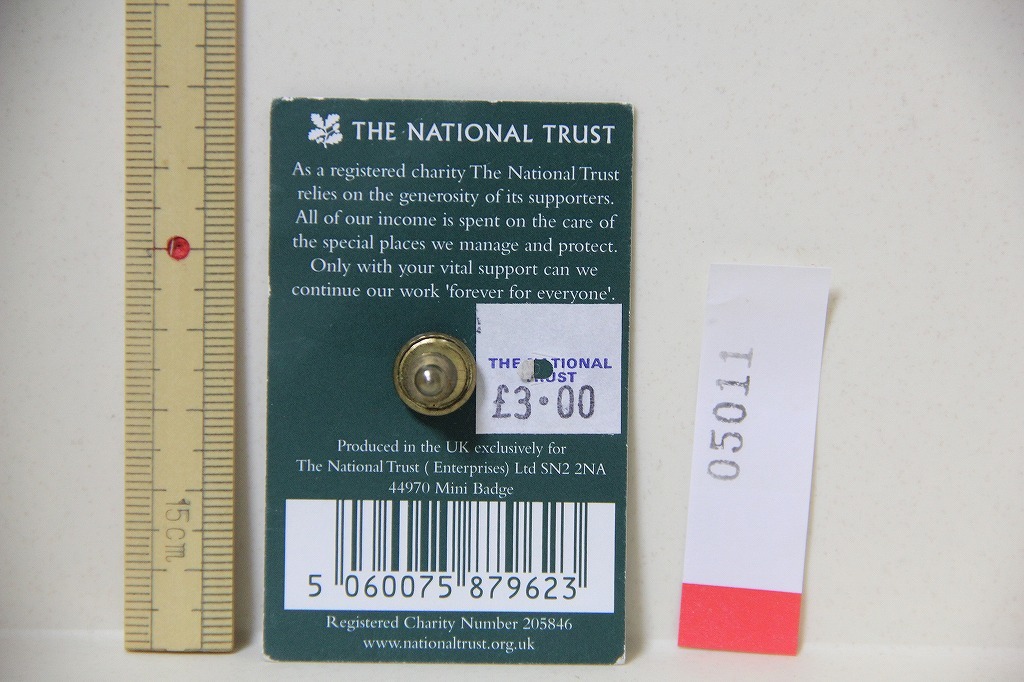 THE NATIONAL TRUST
As a registered charity The National Trust
relies on the generosity of its supporters.
All of our income is spent on the care of
the special places we manage and protect.
Only with your vital support can we
continue our work 'forever for everyone'.
THE NATIONAL
TRUST
£3·00
Produced in the UK exclusively for
The National Trust ( Enterprises) Ltd SN2 2NA
44970 Mini Badge
5 060075 879623
Registered Charity Number 205846
www.nationaltrust.org.uk
15cm
05011